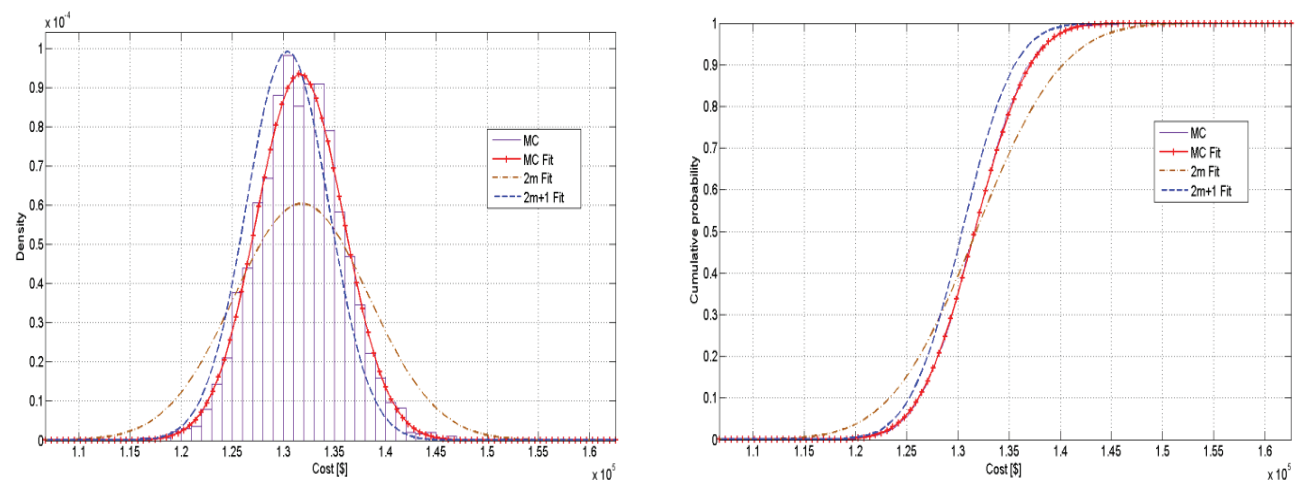 x 10^-4
1
0.9
0.8
0.7
0.6
0.5
0.4
0.3
0.2
0.1
0
Density
1.1 1.15 1.2 1.25 1.3 1.35 1.4 1.45 1.5 1.55 1.6
Cost [$]
x 10^5
MC
MC Fit
2m Fit
2m+1 Fit
1
0.9
0.8
0.7
0.6
0.5
0.4
0.3
0.2
0.1
0
Cumulative probability
1.1 1.15 1.2 1.25 1.3 1.35 1.4 1.45 1.5 1.55 1.6
Cost [$]
x 10^5
MC
MC Fit
2m Fit
2m+1 Fit